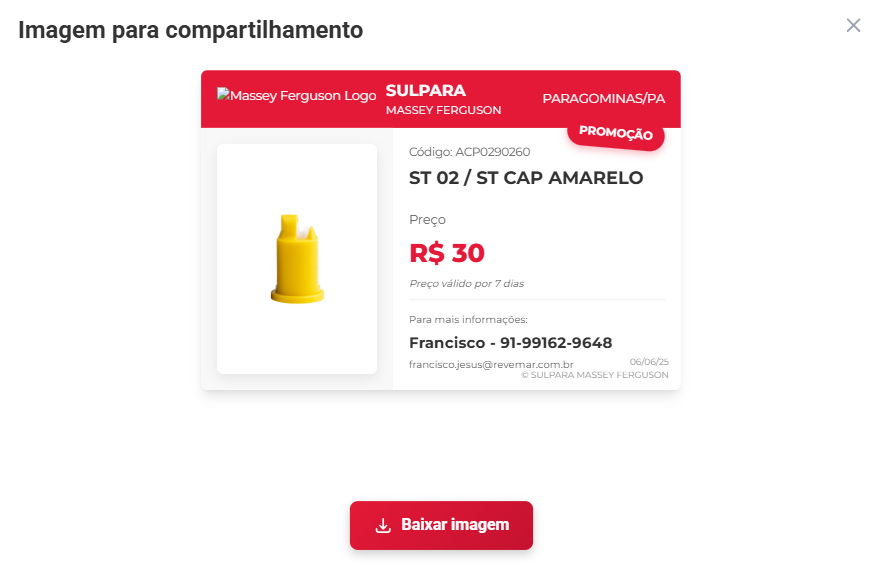 Imagem para compartilhamento
Massey Ferguson Logo
SULPARA
MASSEY FERGUSON
PARAGOMINAS/PA
PROMOÇÃO
Código: ACP0290260
ST 02 / ST CAP AMARELO
Preço
R$ 30
Preço válido por 7 dias
Para mais informações:
Francisco - 91-99162-9648
francisco.jesus@revemar.com.br
06/06/25
© SULPARA MASSEY FERGUSON
Baixar imagem